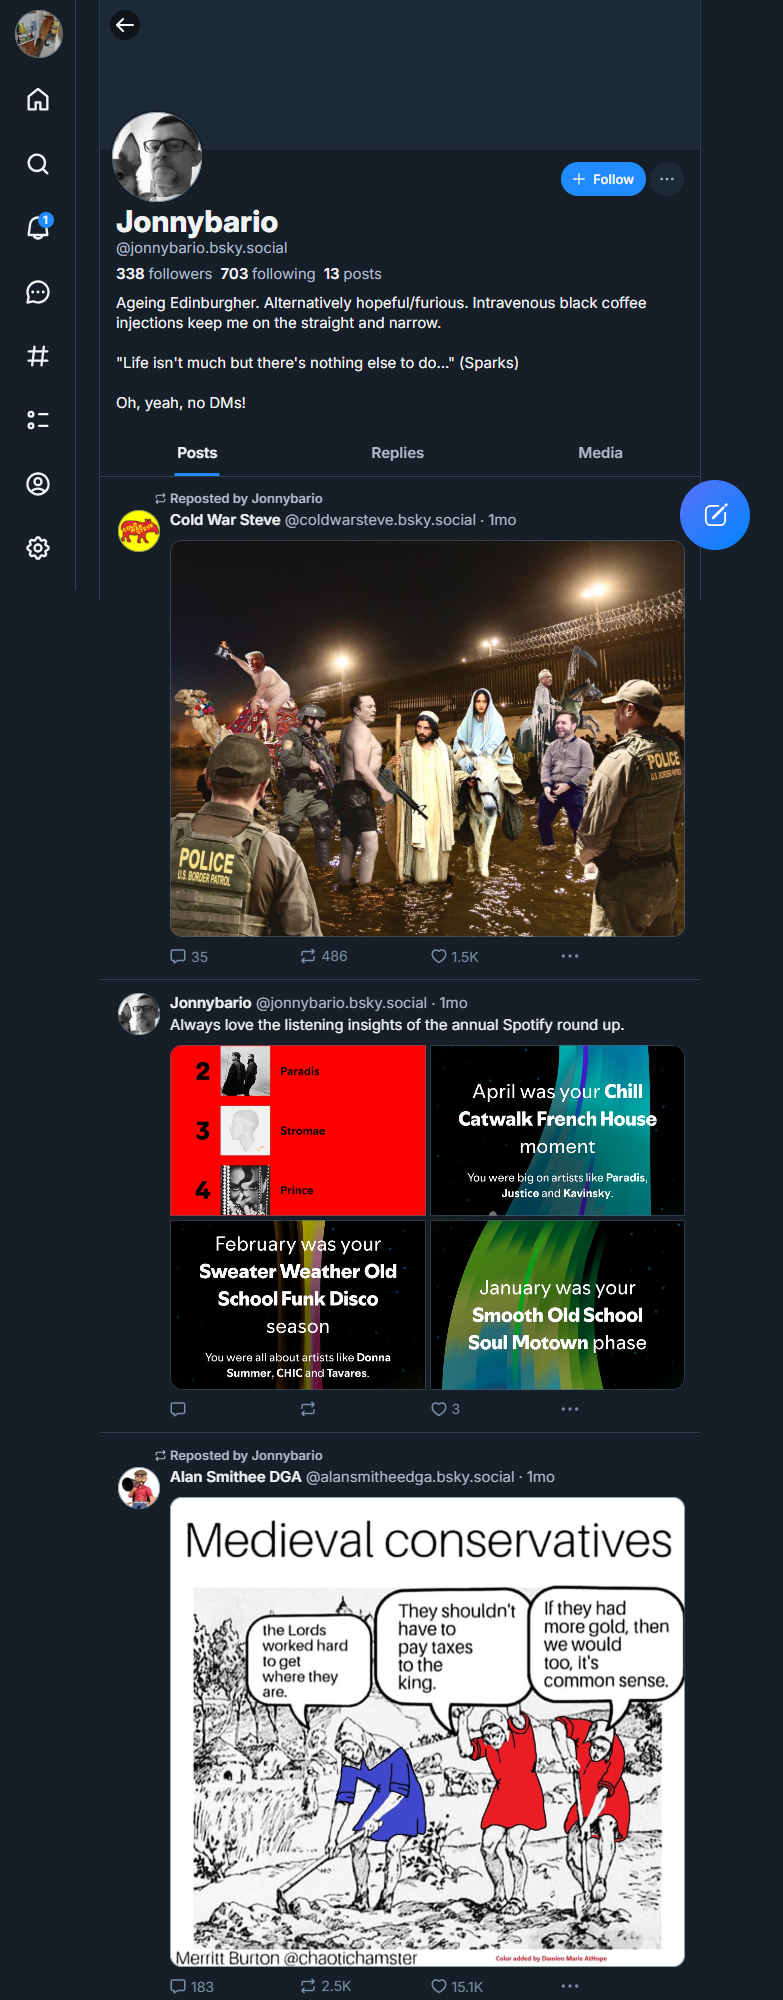 1
Follow
Jonnybario
@jonnybario.bsky.social
338 followers 703 following 13 posts
Ageing Edinburgher. Alternatively hopeful/furious. Intravenous black coffee
injections keep me on the straight and narrow.
"Life isn't much but there's nothing else to do..." (Sparks)
Oh, yeah, no DMs!
Posts Replies Media
Reposted by Jonnybario
Cold War Steve @coldwarsteve.bsky.social · 1mo
POLICE
U.S. BORDER PATROL
POLICE
U.S. BORDER PATROL
35 486 1.5K
Jonnybario @jonnybario.bsky.social · 1mo
Always love the listening insights of the annual Spotify round up.
2 Paradis
3 Stromae
4 Prince
April was your Chill
Catwalk French House
moment
You were big on artists like Paradis,
Justice and Kavinsky.
February was your
Sweater Weather Old
School Funk Disco
season
You were all about artists like Donna
Summer, CHIC and Tavares.
January was your
Smooth Old School
Soul Motown phase
3
Reposted by Jonnybario
Alan Smithee DGA @alansmitheedga.bsky.social · 1mo
Medieval conservatives
the Lords
worked hard
to get
where they
are.
They shouldn't
have to
pay taxes
to the
king.
If they had
more gold, then
we would
too, it's
common sense.
Merritt Burton @chaotichamster
Color added by Damien Marie AtHope
183 2.5K 15.1K